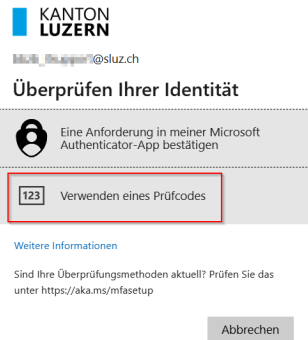 KANTON
LUZERN
@sluz.ch
Überprüfen Ihrer Identität
Eine Anforderung in meiner Microsoft
Authenticator-App bestätigen
123 Verwenden eines Prüfcodes
Weitere Informationen
Sind Ihre Überprüfungsmethoden aktuell? Prüfen Sie das
unter https://aka.ms/mfasetup
Abbrechen